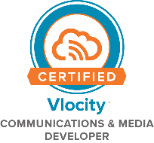 CERTIFIED
Vlocity
COMMUNICATIONS & MEDIA
DEVELOPER